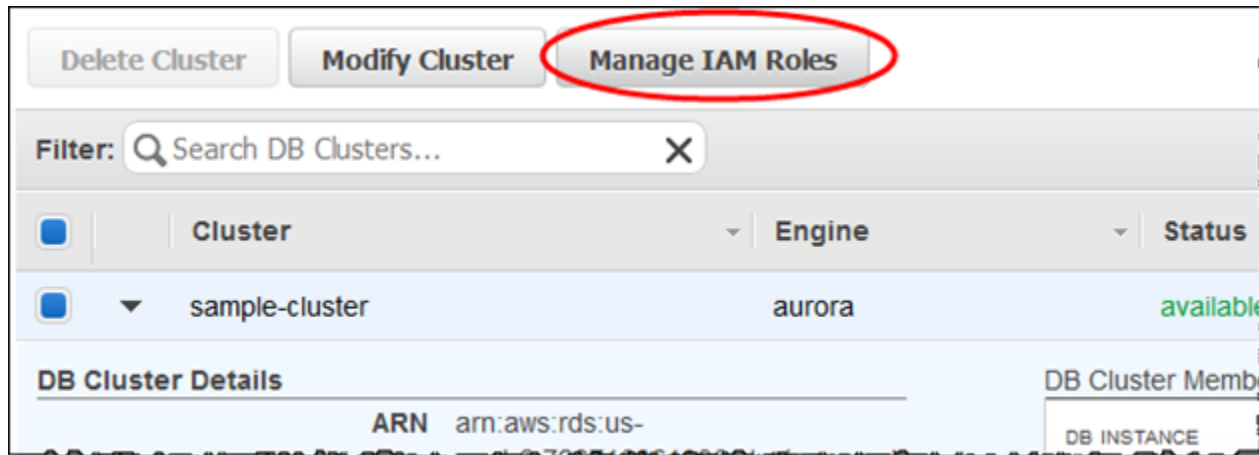 Delete Cluster Modify Cluster Manage IAM Roles
Filter: Search DB Clusters...
Cluster Engine Status
sample-cluster aurora available
DB Cluster Details DB Cluster Memb
ARN arn:aws:rds:us-
DB INSTANCE